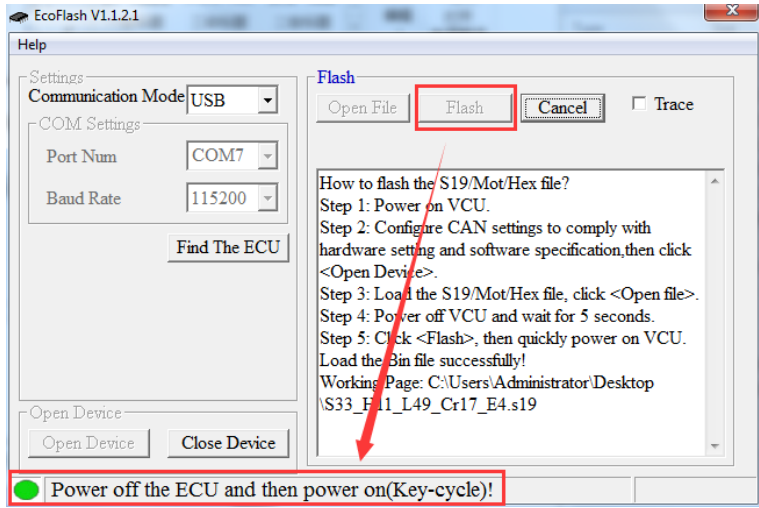 EcoFlash V1.1.2.1
Help
Settings
Communication Mode USB
COM Settings
Port Num COM7
Baud Rate 115200
Find The ECU
Open Device
Open Device Close Device
Flash
Open File Flash Cancel Trace
How to flash the S19/Mot/Hex file?
Step 1: Power on VCU.
Step 2: Configure CAN settings to comply with
hardware setting and software specification,then click
<Open Device>.
Step 3: Load the S19/Mot/Hex file, click <Open file>.
Step 4: Power off VCU and wait for 5 seconds.
Step 5: Click <Flash>, then quickly power on VCU.
Load the Bin file successfully!
Working Page: C:\Users\Administrator\Desktop
\S33_H11_L49_Cr17_E4.s19
Power off the ECU and then power on(Key-cycle)!